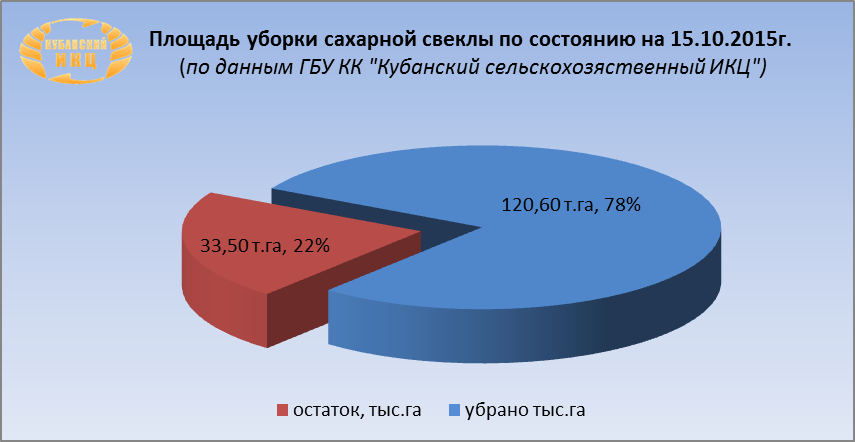 КУБАНСКИЙ
ИКЦ
Площадь уборки сахарной свеклы по состоянию на 15.10.2015г.
(по данным ГБУ КК "Кубанский сельскохозяственный ИКЦ")
120,60 т.га, 78%
33,50 т.га, 22%
остаток, тыс.га
убрано тыс.га